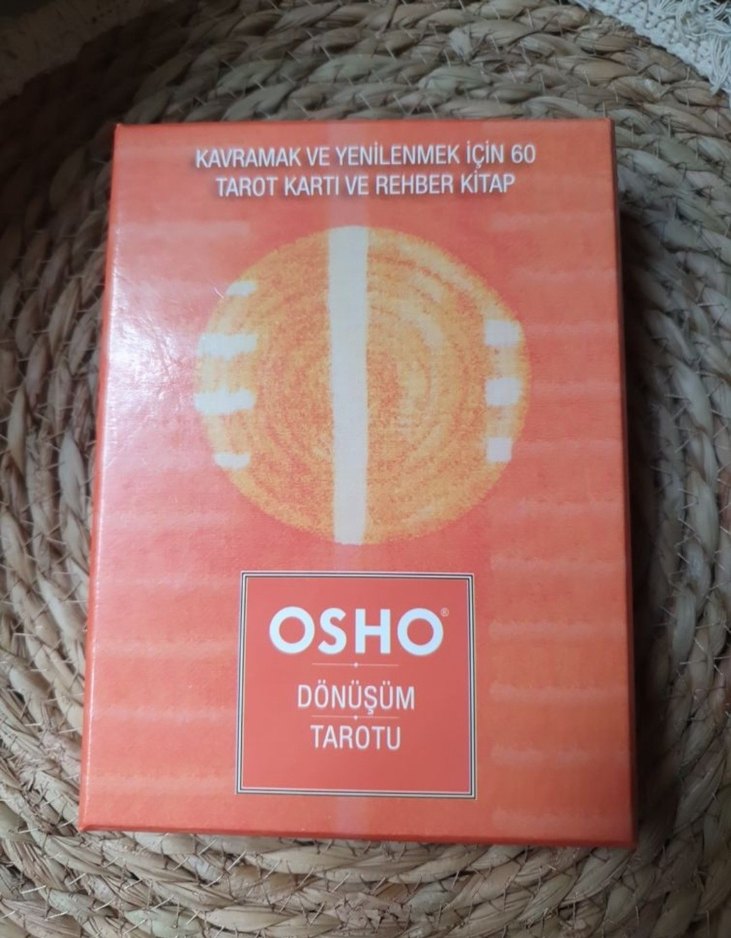 KAVRAMAK VE YENİLENMEK İÇİN 60
TAROT KARTI VE REHBER KİTAP
OSHO®
DÖNÜŞÜM
TAROTU